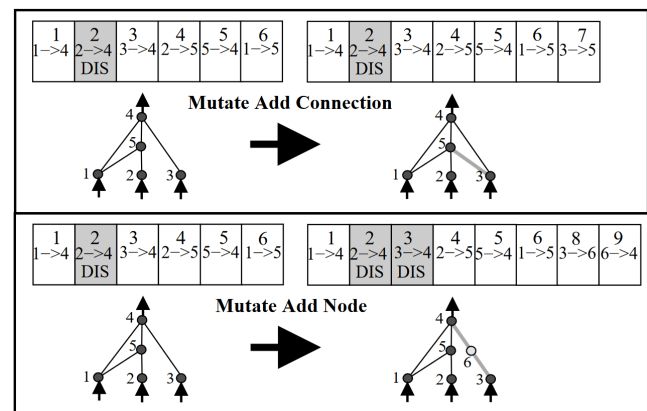 1 2 3 4 5 6 1 2 3 4 5 6 7
1->4 2->4 3->4 2->5 5->4 1->5 1->4 2->4 3->4 2->5 5->4 1->5 3->5
DIS DIS
Mutate Add Connection
4 4
5 5
1 2 3 1 2 3
1 2 3 4 5 6 1 2 3 4 5 6 8 9
1->4 2->4 3->4 2->5 5->4 1->5 1->4 2->4 3->4 2->5 5->4 1->5 3->6 6->4
DIS DIS DIS
Mutate Add Node
4 4
5 5 6
1 2 3 1 2 3